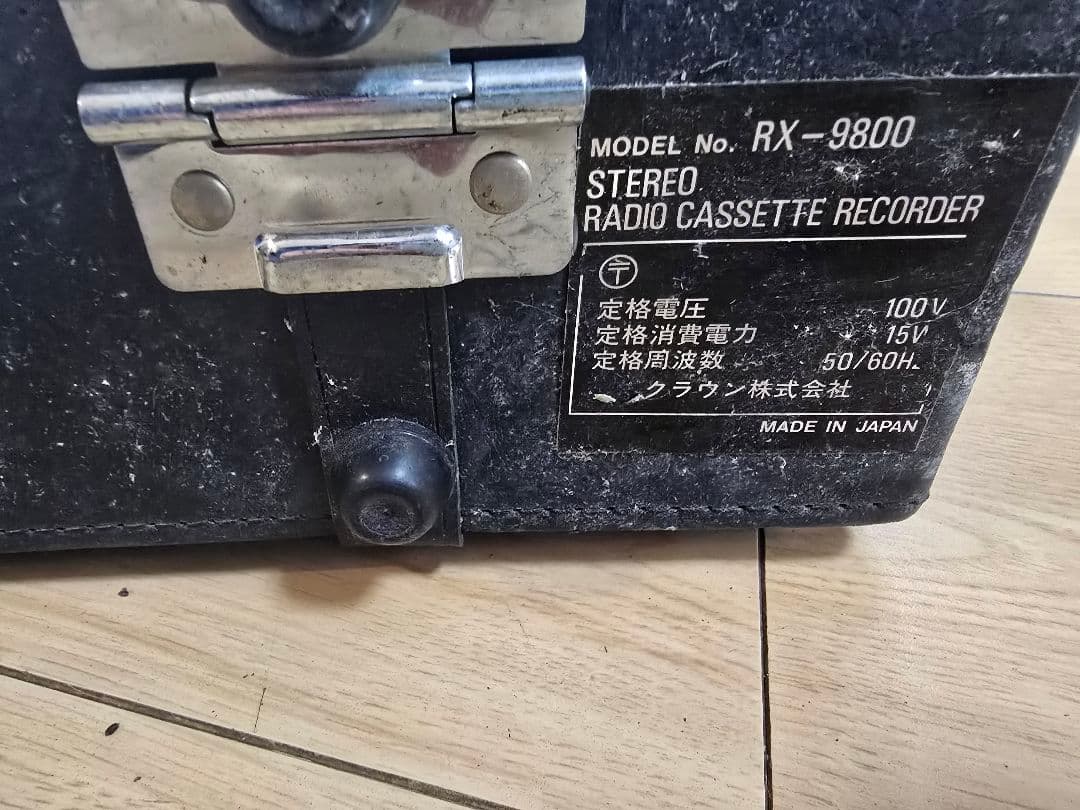 MODEL No. RX-9800
STEREO
RADIO CASSETTE RECORDER
〒
定格電圧 100V
定格消費電力 15V
定格周波数 50/60H
クラウン株式会社
MADE IN JAPAN